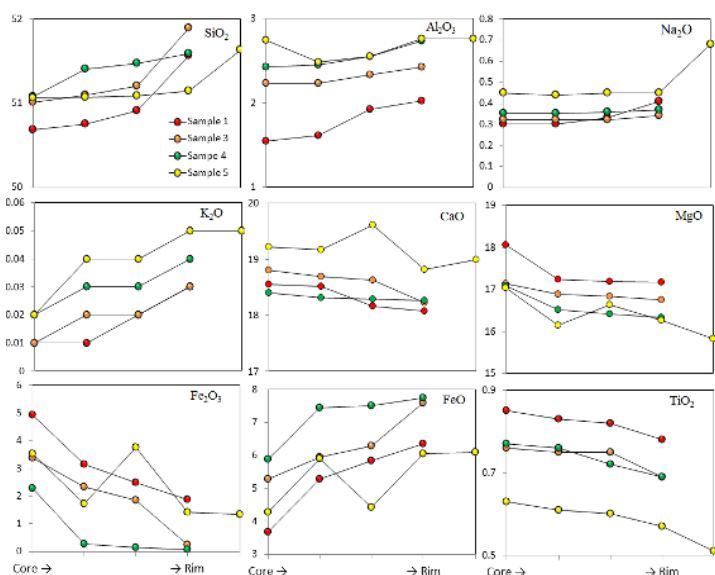 52
51
50
SiO₂
Sample 1
Sample 3
Sampe 4
Sample 5
3
2
1
Al₂O₃
0.8
0.7
0.6
0.5
0.4
0.3
0.2
0.1
0
Na₂O
0.06
0.05
0.04
0.03
0.02
0.01
0
K₂O
20
19
18
17
CaO
18
17
16
15
MgO
6
5
4
3
2
1
0
Fe₂O₃
Core → → Rim
8
7
6
5
4
3
FeO
Core → → Rim
0.9
0.7
0.5
TiO₂
Core → → Rim